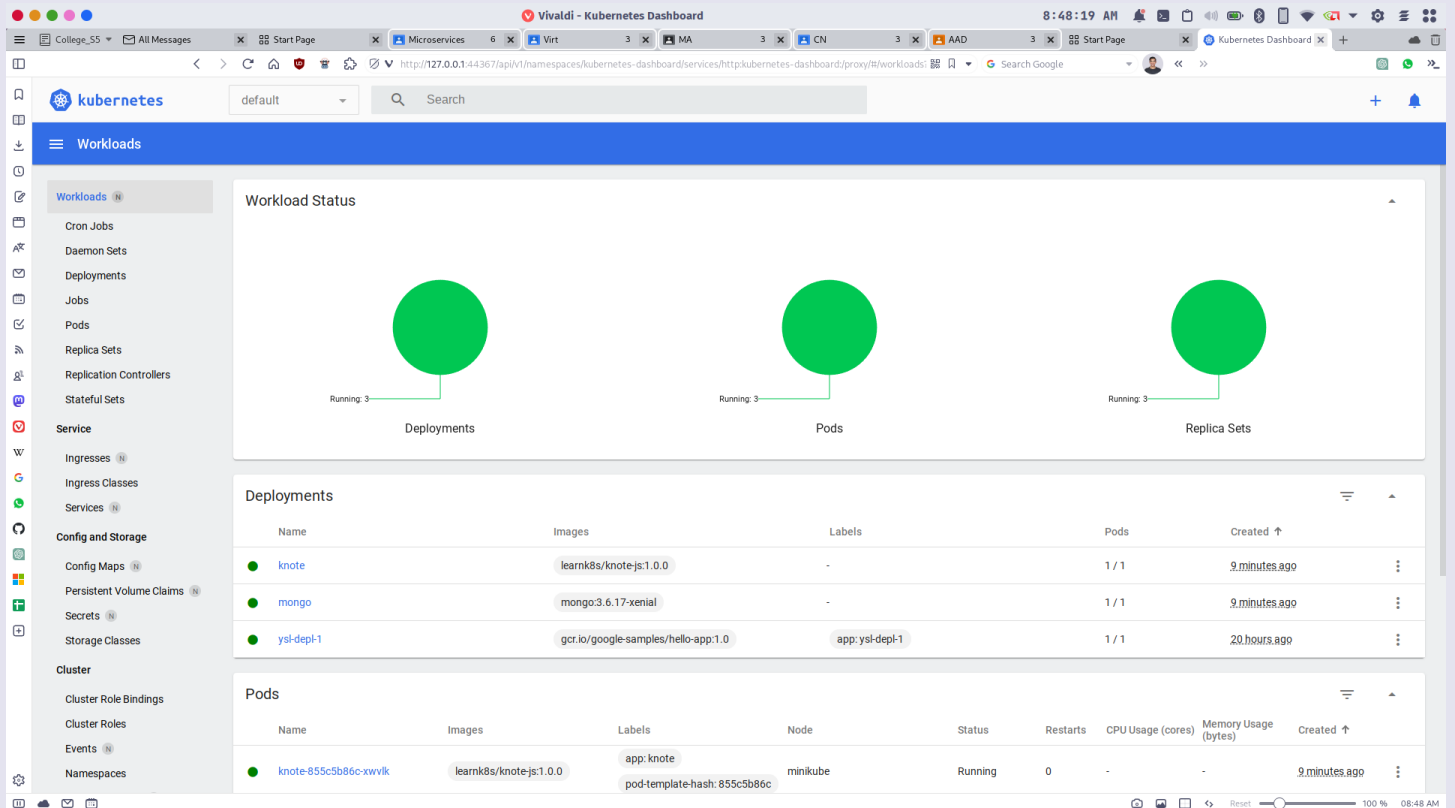 Vivaldi - Kubernetes Dashboard
8:48:19 AM
College_S5
All Messages
Start Page
Microservices 6
Virt 3
MA 3
CN 3
AAD 3
Start Page
Kubernetes Dashboard
http://127.0.0.1:44367/api/v1/namespaces/kubernetes-dashboard/services/http:kubernetes-dashboard:/proxy/#/workloads
Search Google
kubernetes
default
Search
Workloads
Workloads N
Cron Jobs
Daemon Sets
Deployments
Jobs
Pods
Replica Sets
Replication Controllers
Stateful Sets
Service
Ingresses N
Ingress Classes
Services N
Config and Storage
Config Maps N
Persistent Volume Claims N
Secrets N
Storage Classes
Cluster
Cluster Role Bindings
Cluster Roles
Events N
Namespaces
Workload Status
Running: 3
Deployments
Running: 3
Pods
Running: 3
Replica Sets
Deployments
Name Images Labels Pods Created
knote learnk8s/knote-js:1.0.0 - 1 / 1 9 minutes ago
mongo mongo:3.6.17-xenial - 1 / 1 9 minutes ago
ysl-depl-1 gcr.io/google-samples/hello-app:1.0 app: ysl-depl-1 1 / 1 20 hours ago
Pods
Name Images Labels Node Status Restarts CPU Usage (cores) Memory Usage (bytes) Created
knote-855c5b86c-xwvlk learnk8s/knote-js:1.0.0 app: knote minikube Running 0 - - 9 minutes ago
pod-template-hash: 855c5b86c
Reset 100 % 08:48 AM